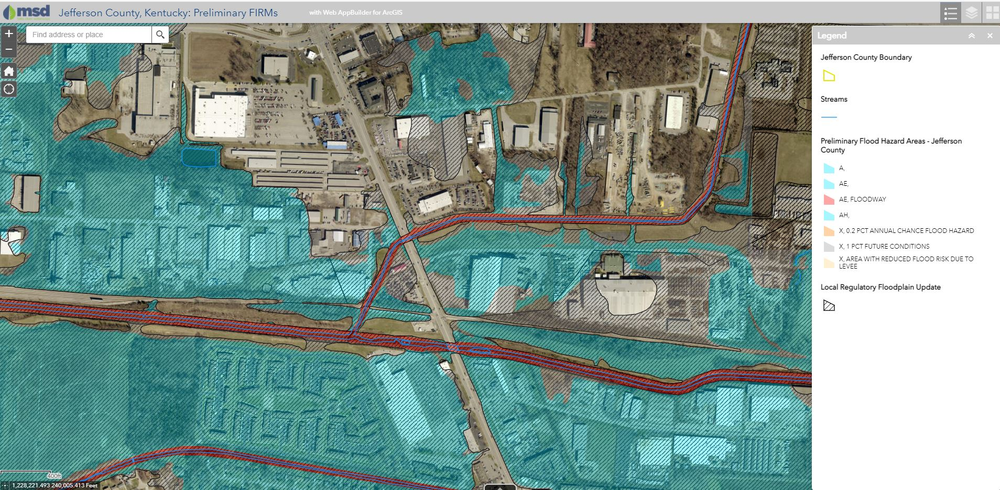 msd
Jefferson County, Kentucky: Preliminary FIRMs
with Web AppBuilder for ArcGIS
+
Find address or place
−
Legend
Jefferson County Boundary
Streams
Preliminary Flood Hazard Areas - Jefferson
County
A,
AE,
AE, FLOODWAY
AH,
X, 0.2 PCT ANNUAL CHANCE FLOOD HAZARD
X, 1 PCT FUTURE CONDITIONS
X, AREA WITH REDUCED FLOOD RISK DUE TO
LEVEE
Local Regulatory Floodplain Update
400ft
1,228,221.493 240,005.413 Feet